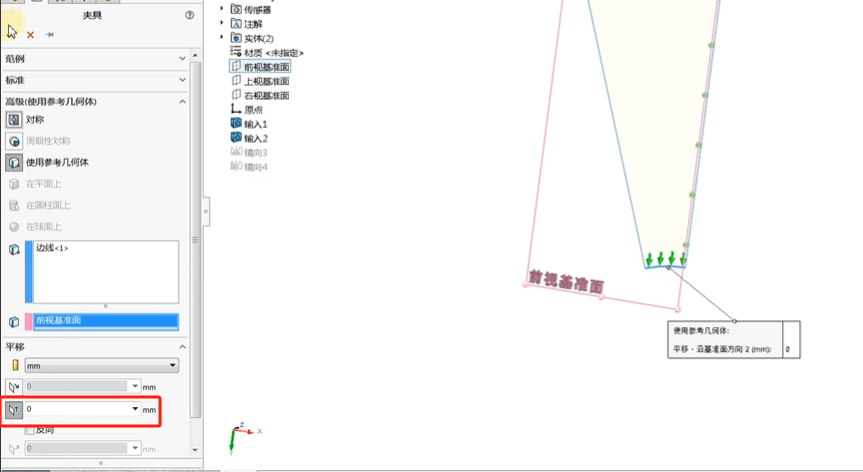 夹具
范例
标准
高级(使用参考几何体)
对称
周期性对称
使用参考几何体
在平面上
在圆柱面上
在球面上
边线<1>
前视基准面
平移
mm
0
mm
0
mm
反向
0
mm
传感器
注解
实体(2)
材质 <未指定>
前视基准面
上视基准面
右视基准面
原点
输入1
输入2
镜向3
镜向4
前视基准面
使用参考几何体:
平移 - 沿基准面方向 2 (mm): 0
z
x